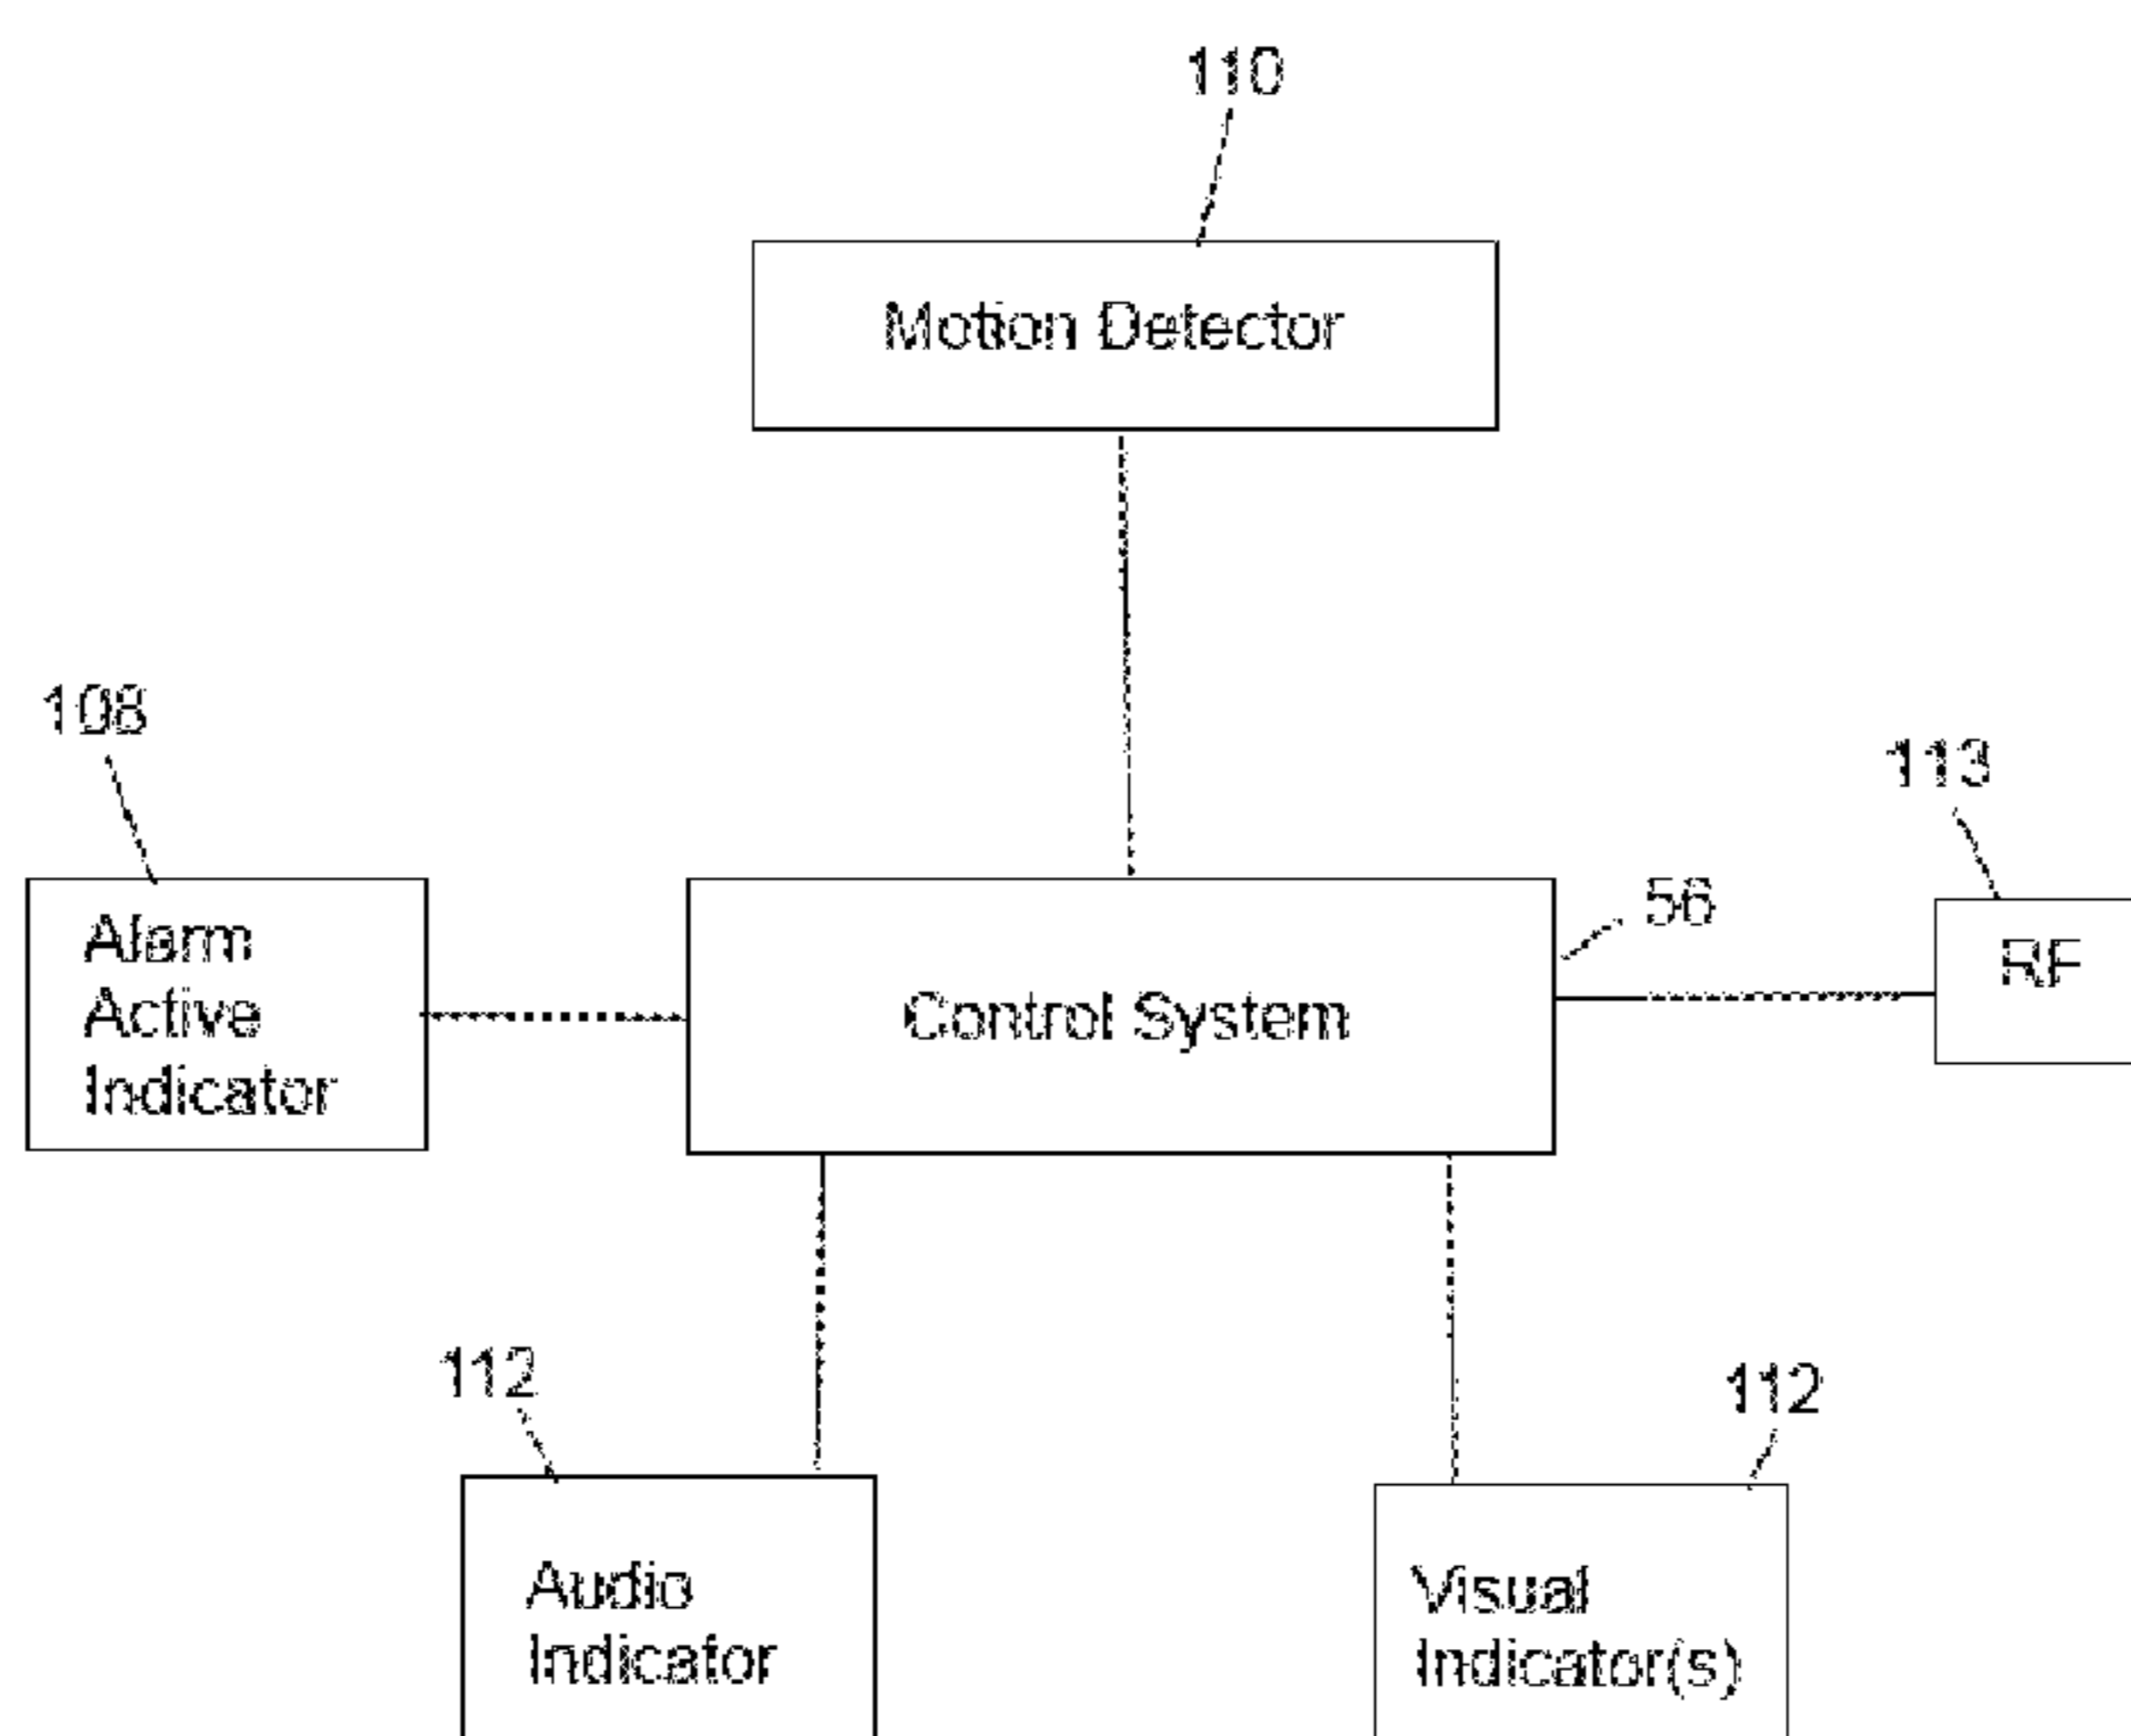 110
Motion Detector
108
113
Alarm
Active
Indicator
Control System
56
RF
112
112
Audio
Indicator
Visual
Indicator(s)